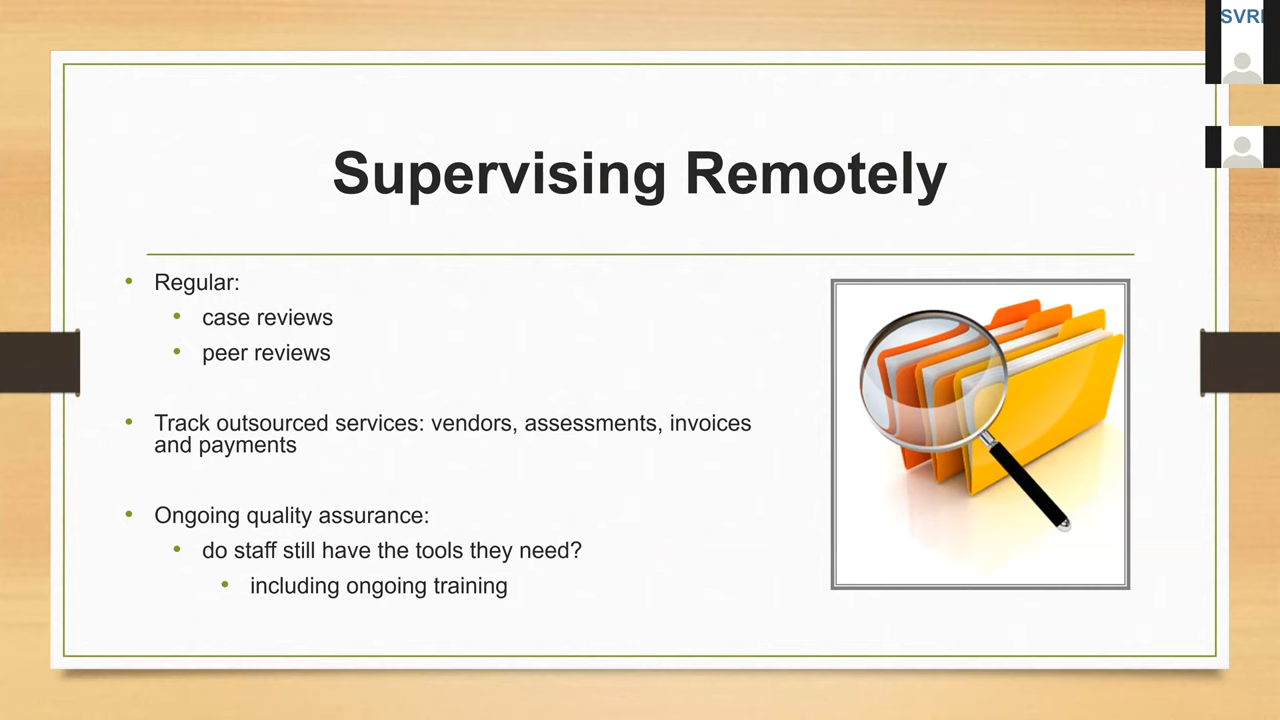 SVRI
Supervising Remotely
• Regular:
• case reviews
• peer reviews
• Track outsourced services: vendors, assessments, invoices
and payments
• Ongoing quality assurance:
• do staff still have the tools they need?
• including ongoing training